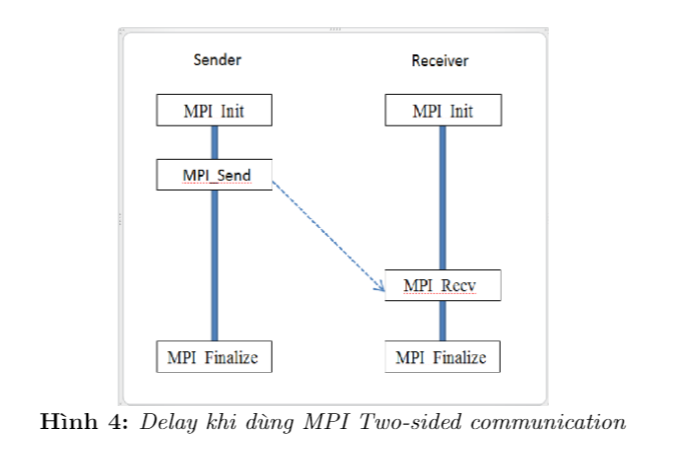 Sender Receiver
MPI Init MPI Init
MPI_Send
MPI Recv
MPI Finalize MPI Finalize
Hình 4: Delay khi dùng MPI Two-sided communication